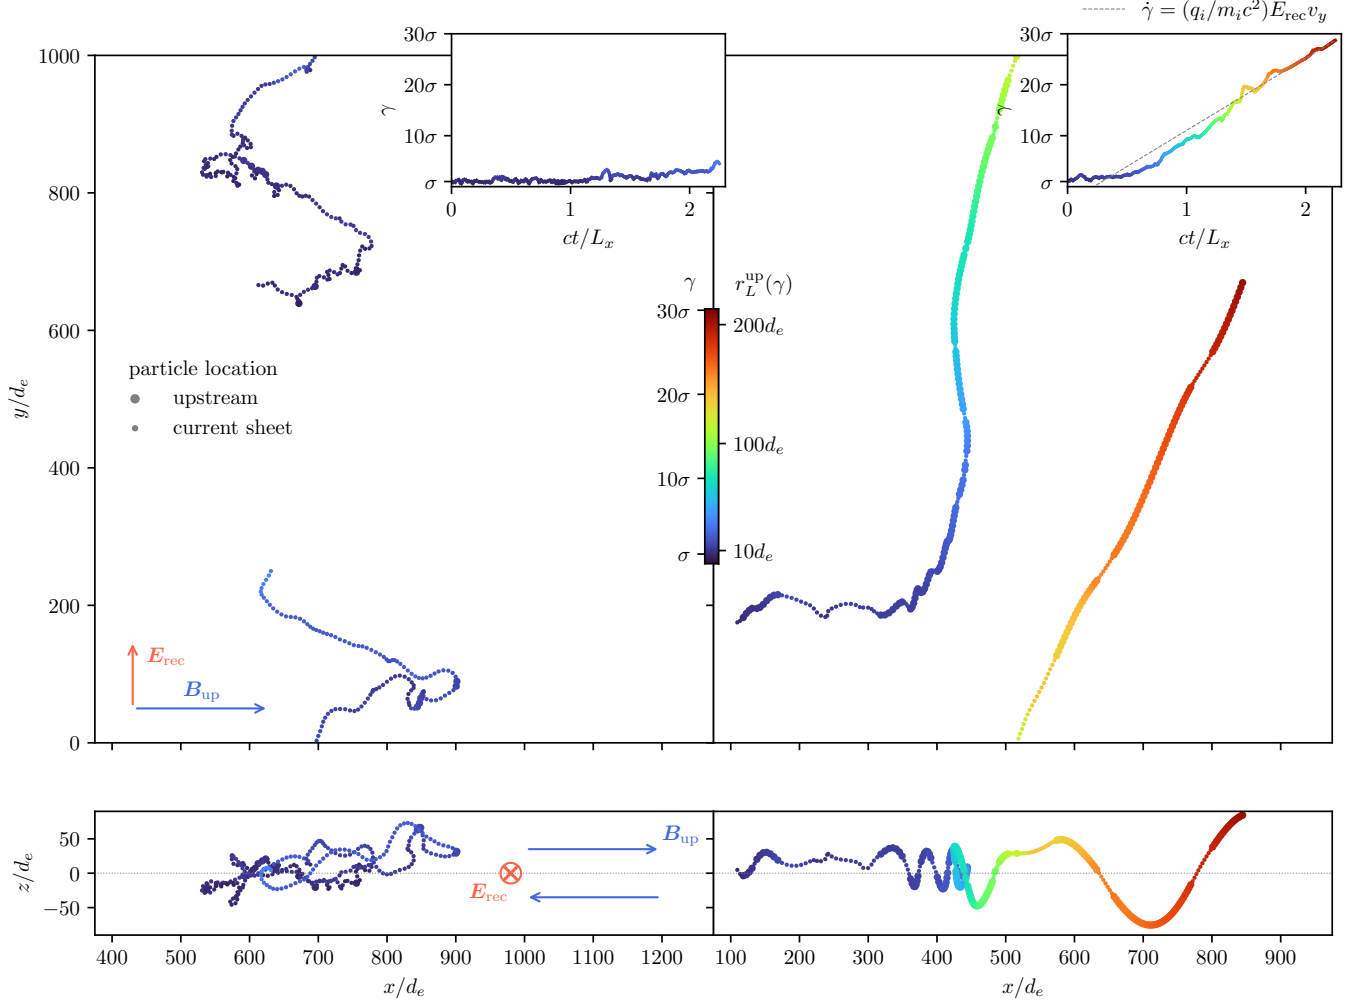 γ̇ = (q_i/m_i c²)E_rec v_y
30σ
20σ
10σ
σ
γ
0
1
2
ct/L_x
30σ
20σ
10σ
σ
γ
0
1
2
ct/L_x
1000
800
600
400
200
0
y/d_e
particle location
upstream
current sheet
E_rec
B_up
γ
r_L^up(γ)
30σ
20σ
10σ
σ
200d_e
100d_e
10d_e
50
0
−50
z/d_e
B_up
E_rec
400
500
600
700
800
900
1000
1100
1200
x/d_e
100
200
300
400
500
600
700
800
900
x/d_e